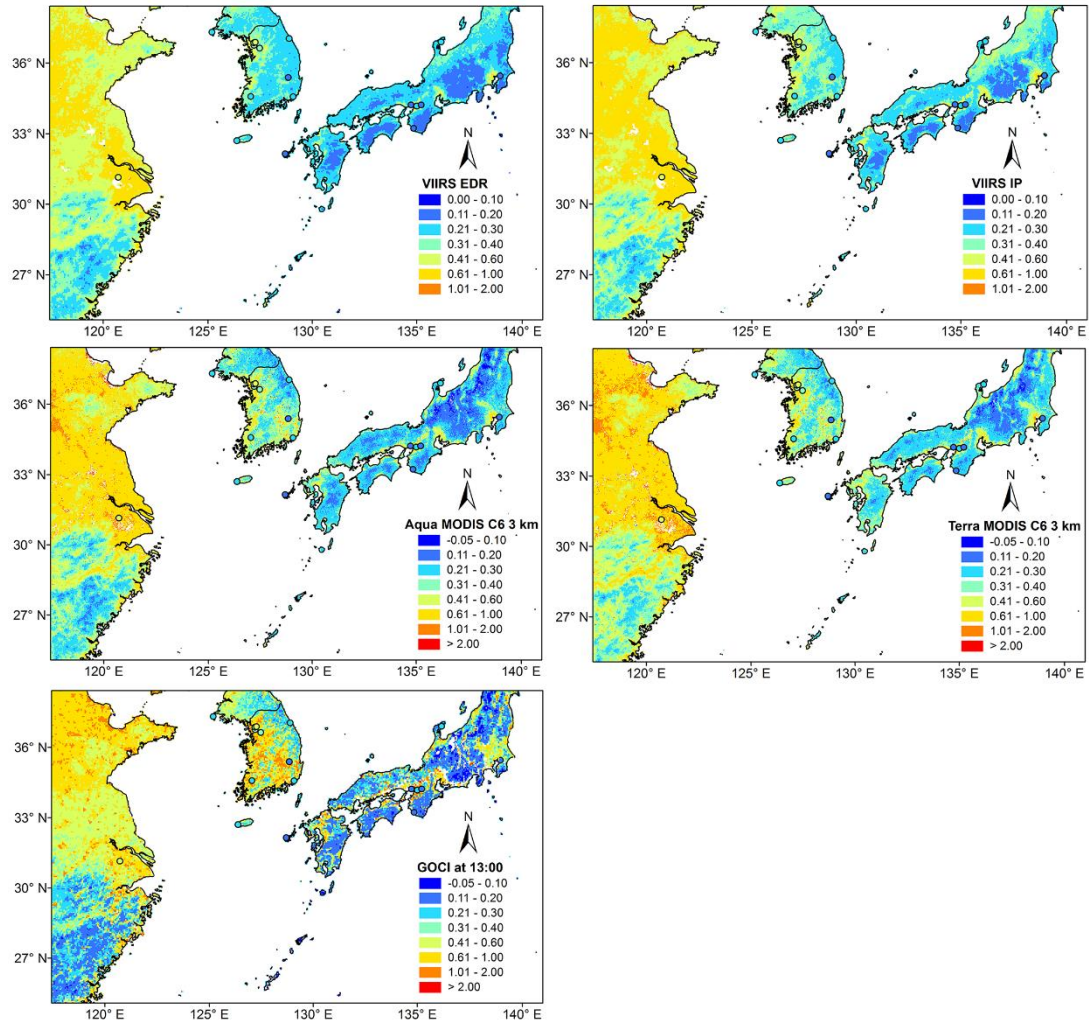 36° N
33° N
30° N
27° N
N
VIIRS EDR
0.00 - 0.10
0.11 - 0.20
0.21 - 0.30
0.31 - 0.40
0.41 - 0.60
0.61 - 1.00
1.01 - 2.00
120° E
125° E
130° E
135° E
140° E
36° N
33° N
30° N
27° N
N
VIIRS IP
0.00 - 0.10
0.11 - 0.20
0.21 - 0.30
0.31 - 0.40
0.41 - 0.60
0.61 - 1.00
1.01 - 2.00
120° E
125° E
130° E
135° E
140° E
36° N
33° N
30° N
27° N
N
Aqua MODIS C6 3 km
-0.05 - 0.10
0.11 - 0.20
0.21 - 0.30
0.31 - 0.40
0.41 - 0.60
0.61 - 1.00
1.01 - 2.00
> 2.00
120° E
125° E
130° E
135° E
140° E
36° N
33° N
30° N
27° N
N
Terra MODIS C6 3 km
-0.05 - 0.10
0.11 - 0.20
0.21 - 0.30
0.31 - 0.40
0.41 - 0.60
0.61 - 1.00
1.01 - 2.00
> 2.00
120° E
125° E
130° E
135° E
140° E
36° N
33° N
30° N
27° N
N
GOCI at 13:00
-0.05 - 0.10
0.11 - 0.20
0.21 - 0.30
0.31 - 0.40
0.41 - 0.60
0.61 - 1.00
1.01 - 2.00
> 2.00
120° E
125° E
130° E
135° E
140° E